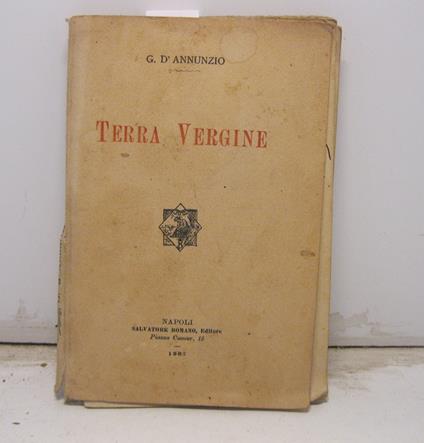 G. D'ANNUNZIO
TERRA VERGINE
NAPOLI
SALVATORE ROMANO, Editore
Piazza Cavour, 15